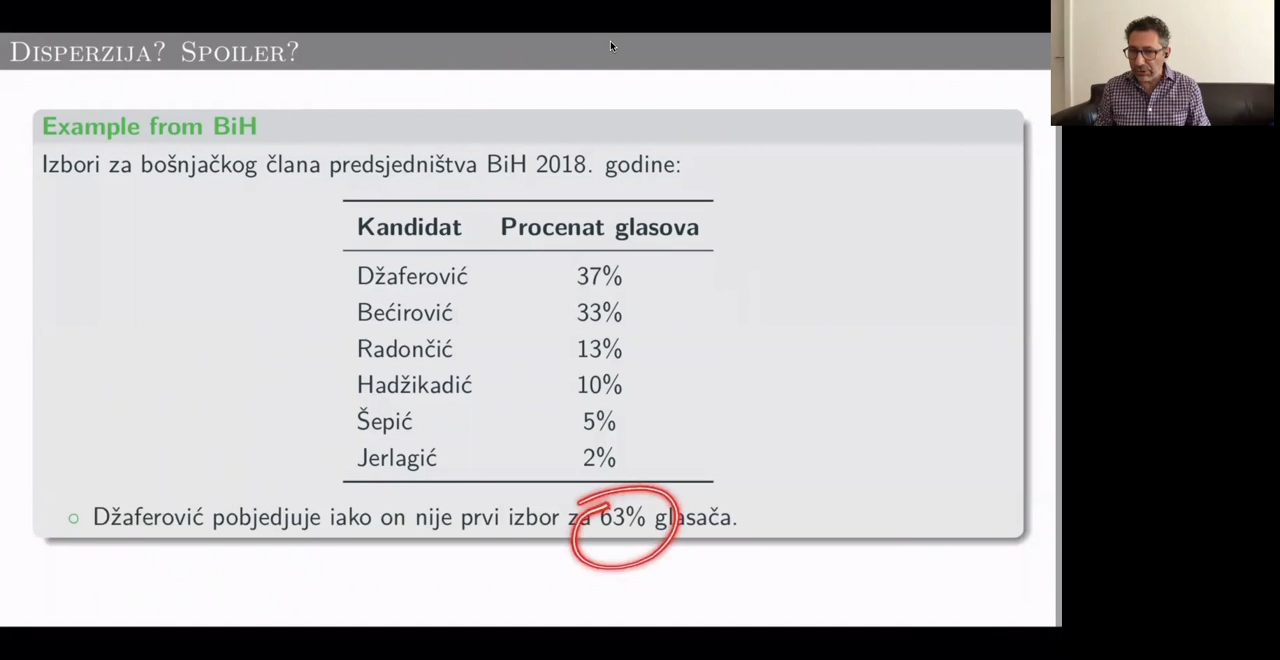 Disperzija? Spoiler?
Example from BiH
Izbori za bošnjačkog člana predsjedništva BiH 2018. godine:
Kandidat Procenat glasova
Džaferović 37%
Bećirović 33%
Radončić 13%
Hadžikadić 10%
Šepić 5%
Jerlagić 2%
Džaferović pobjedjuje iako on nije prvi izbor za 63% glasača.